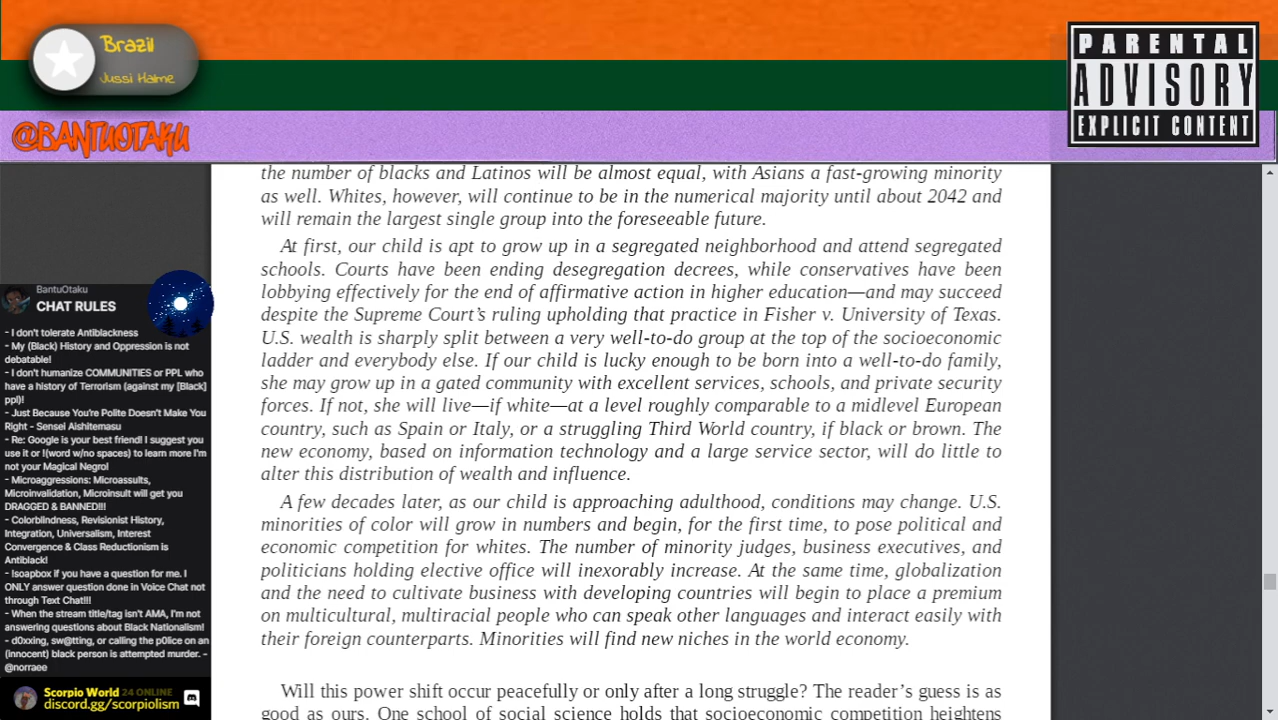 Brazil
Jussi Halme
PARENTAL
ADVISORY
EXPLICIT CONTENT
@BANTUOTAKU
the number of blacks and Latinos will be almost equal, with Asians a fast-growing minority
as well. Whites, however, will continue to be in the numerical majority until about 2042 and
will remain the largest single group into the foreseeable future.
At first, our child is apt to grow up in a segregated neighborhood and attend segregated
schools. Courts have been ending desegregation decrees, while conservatives have been
lobbying effectively for the end of affirmative action in higher education—and may succeed
despite the Supreme Court's ruling upholding that practice in Fisher v. University of Texas.
U.S. wealth is sharply split between a very well-to-do group at the top of the socioeconomic
ladder and everybody else. If our child is lucky enough to be born into a well-to-do family,
she may grow up in a gated community with excellent services, schools, and private security
forces. If not, she will live—if white—at a level roughly comparable to a midlevel European
country, such as Spain or Italy, or a struggling Third World country, if black or brown. The
new economy, based on information technology and a large service sector, will do little to
alter this distribution of wealth and influence.
A few decades later, as our child is approaching adulthood, conditions may change. U.S.
minorities of color will grow in numbers and begin, for the first time, to pose political and
economic competition for whites. The number of minority judges, business executives, and
politicians holding elective office will inexorably increase. At the same time, globalization
and the need to cultivate business with developing countries will begin to place a premium
on multicultural, multiracial people who can speak other languages and interact easily with
their foreign counterparts. Minorities will find new niches in the world economy.
Will this power shift occur peacefully or only after a long struggle? The reader's guess is as
good as ours. One school of social science holds that socioeconomic competition heightens
BantuOtaku
CHAT RULES
- I don't tolerate Antiblackness
- My (Black) History and Oppression is not
debatable!
- I don't humanize COMMUNITIES or PPL who
have a history of Terrorism (against my [Black]
ppl)!
- Just Because You're Polite Doesn't Make You
Right - Sensei Aishitemasu
- Re: Google is your best friend! I suggest you
use it or !(word w/no spaces) to learn more I'm
not your Magical Negro!
- Microaggressions: Microassults,
Microinvalidation, Microinsult will get you
DRAGGED & BANNED!!!
- Colorblindness, Revisionist History,
Integration, Universalism, Interest
Convergence & Class Reductionism is
Antiblack!
- !soapbox if you have a question for me. I
ONLY answer question done in Voice Chat not
through Text Chat!!!
- When the stream title/tag isn't AMA, I'm not
answering questions about Black Nationalism!
- d0xxing, sw@tting, or calling the p0lice on an
(innocent) black person is attempted murder. -
@norraee
Scorpio World 24 ONLINE
discord.gg/scorpiolism